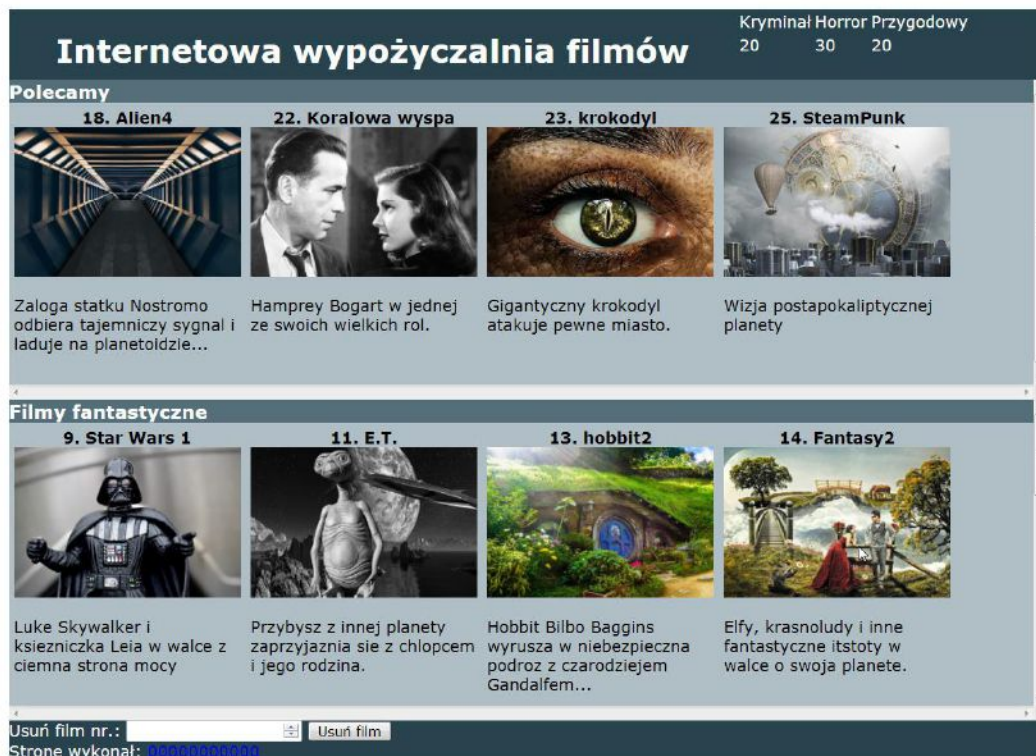 Internetowa wypożyczalnia filmów
Kryminał Horror Przygodowy
20 30 20
Polecamy
18. Alien4
22. Koralowa wyspa
23. krokodyl
25. SteamPunk
Zaloga statku Nostromo
odbiera tajemniczy sygnal i
laduje na planetoidzie...
Hamprey Bogart w jednej
ze swoich wielkich rol.
Gigantyczny krokodyl
atakuje pewne miasto.
Wizja postapokaliptycznej
planety
Filmy fantastyczne
9. Star Wars 1
11. E.T.
13. hobbit2
14. Fantasy2
Luke Skywalker i
ksiezniczka Leia w walce z
ciemna strona mocy
Przybysz z innej planety
zaprzyjaznia sie z chlopcem
i jego rodzina.
Hobbit Bilbo Baggins
wyrusza w niebezpieczna
podroz z czarodziejem
Gandalfem...
Elfy, krasnoludy i inne
fantastyczne itstoty w
walce o swoja planete.
Usuń film nr.: Usuń film
Stronę wykonał: 00000000000